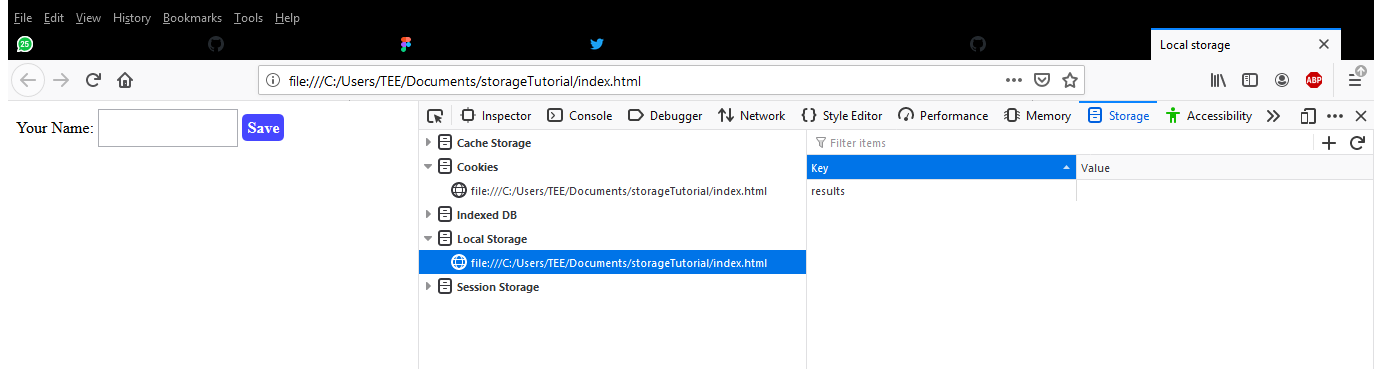 File Edit View History Bookmarks Tools Help
25
Local storage
file:///C:/Users/TEE/Documents/storageTutorial/index.html
ABP
Your Name: Save
Inspector Console Debugger Network Style Editor Performance Memory Storage Accessibility
Cache Storage
Filter items
Cookies
Key Value
file:///C:/Users/TEE/Documents/storageTutorial/index.html
results
Indexed DB
Local Storage
file:///C:/Users/TEE/Documents/storageTutorial/index.html
Session Storage